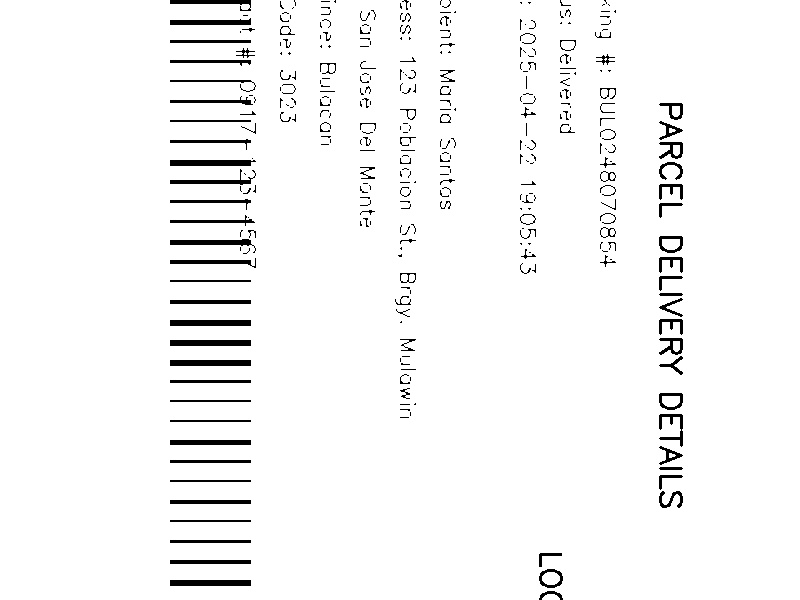 PARCEL DELIVERY DETAILS
king #: BUL0248070854
us: Delivered
: 2025-04-22 19:05:43
LOC
pient: Maria Santos
ess: 123 Poblacion St., Brgy. Mulawin
San Jose Del Monte
ince: Bulacan
Code: 3023
#: 0917-123-4567